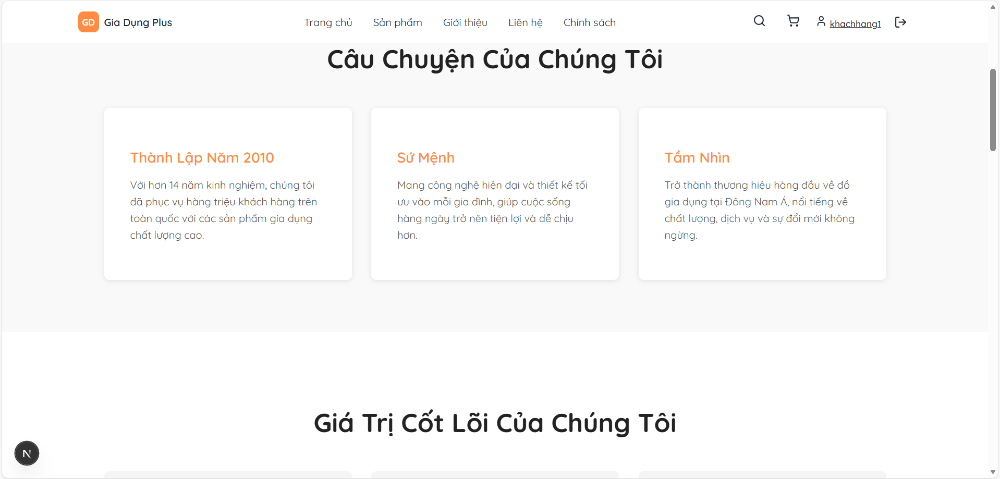 GD Gia Dụng Plus Trang chủ Sản phẩm Giới thiệu Liên hệ Chính sách khachhang1
Câu Chuyện Của Chúng Tôi
Thành Lập Năm 2010
Với hơn 14 năm kinh nghiệm, chúng tôi
đã phục vụ hàng triệu khách hàng trên
toàn quốc với các sản phẩm gia dụng
chất lượng cao.
Sứ Mệnh
Mang công nghệ hiện đại và thiết kế tối
ưu vào mỗi gia đình, giúp cuộc sống
hàng ngày trở nên tiện lợi và dễ chịu
hơn.
Tầm Nhìn
Trở thành thương hiệu hàng đầu về đồ
gia dụng tại Đông Nam Á, nổi tiếng về
chất lượng, dịch vụ và sự đổi mới không
ngừng.
Giá Trị Cốt Lõi Của Chúng Tôi
N